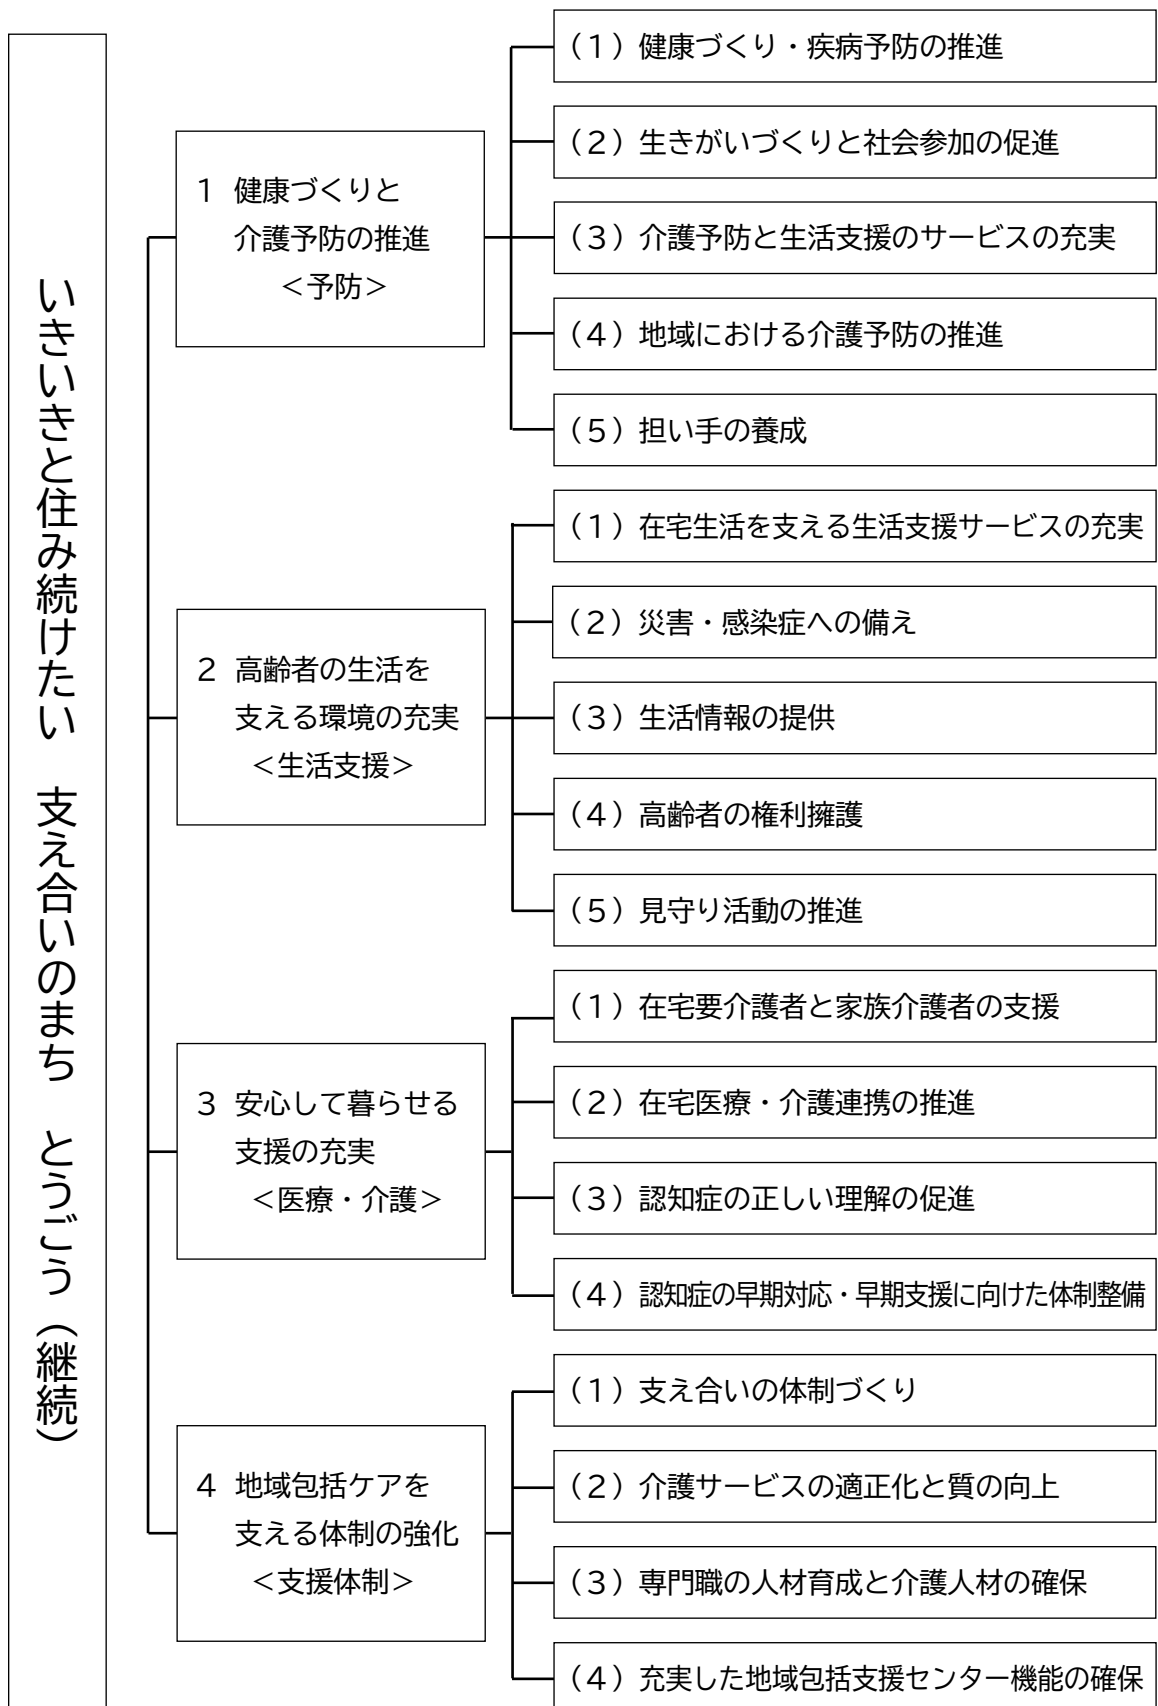 いきいきと住み続けたい　支え合いのまち　とうごう（継続）
１ 健康づくりと
介護予防の推進
＜予防＞
（１）健康づくり・疾病予防の推進
（２）生きがいづくりと社会参加の促進
（３）介護予防と生活支援のサービスの充実
（４）地域における介護予防の推進
（５）担い手の養成
２ 高齢者の生活を
支える環境の充実
＜生活支援＞
（１）在宅生活を支える生活支援サービスの充実
（２）災害・感染症への備え
（３）生活情報の提供
（４）高齢者の権利擁護
（５）見守り活動の推進
３ 安心して暮らせる
支援の充実
＜医療・介護＞
（１）在宅要介護者と家族介護者の支援
（２）在宅医療・介護連携の推進
（３）認知症の正しい理解の促進
（４）認知症の早期対応・早期支援に向けた体制整備
４ 地域包括ケアを
支える体制の強化
＜支援体制＞
（１）支え合いの体制づくり
（２）介護サービスの適正化と質の向上
（３）専門職の人材育成と介護人材の確保
（４）充実した地域包括支援センター機能の確保